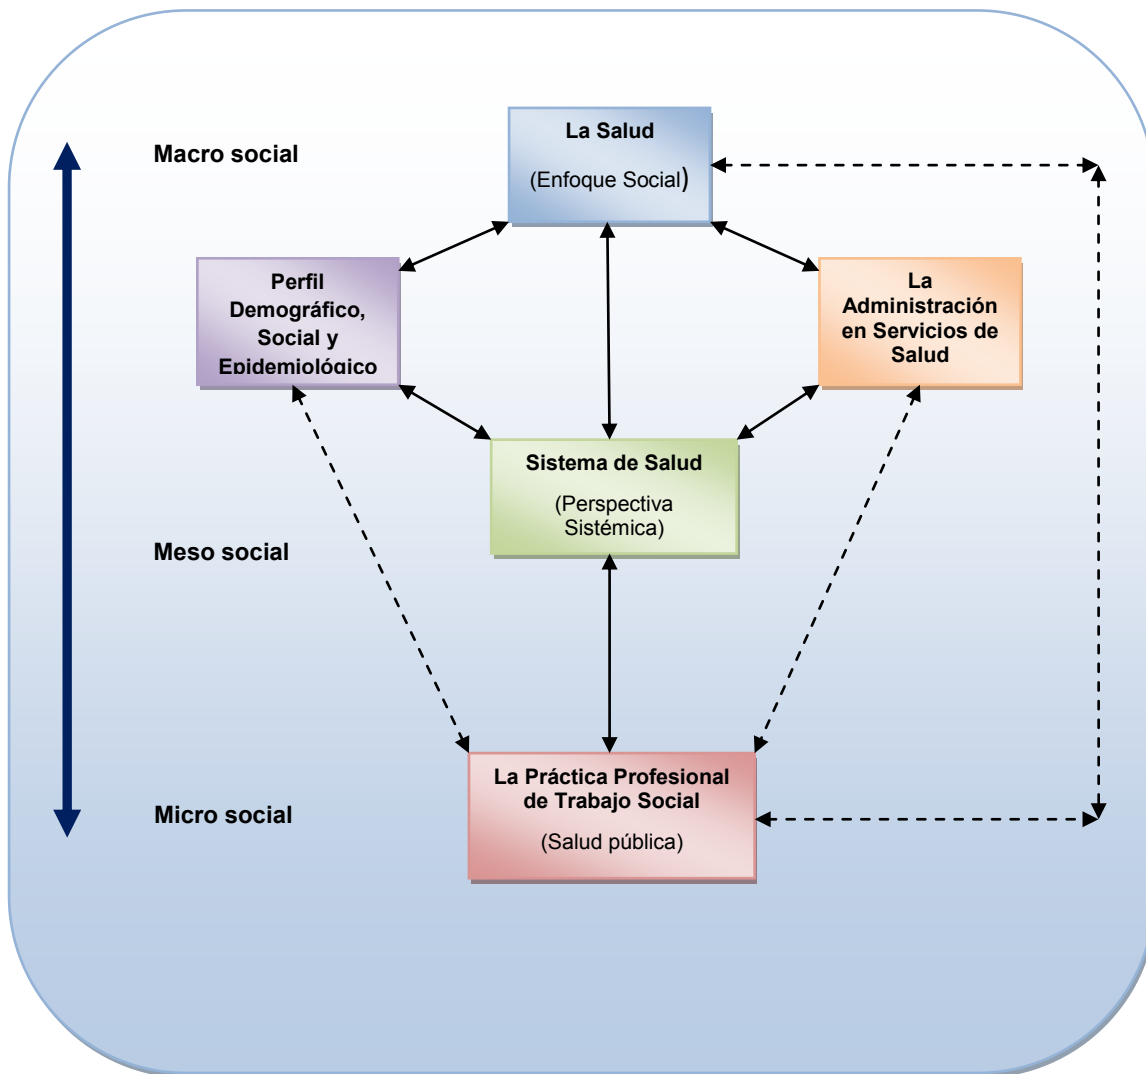 La Salud
Macro social
(Enfoque Social)
Perfil
Demográfico,
Social y
Epidemiológico
La
Administración
en Servicios de
Salud
Sistema de Salud
(Perspectiva
Sistémica)
Meso social
La Práctica Profesional
de Trabajo Social
Micro social
(Salud pública)